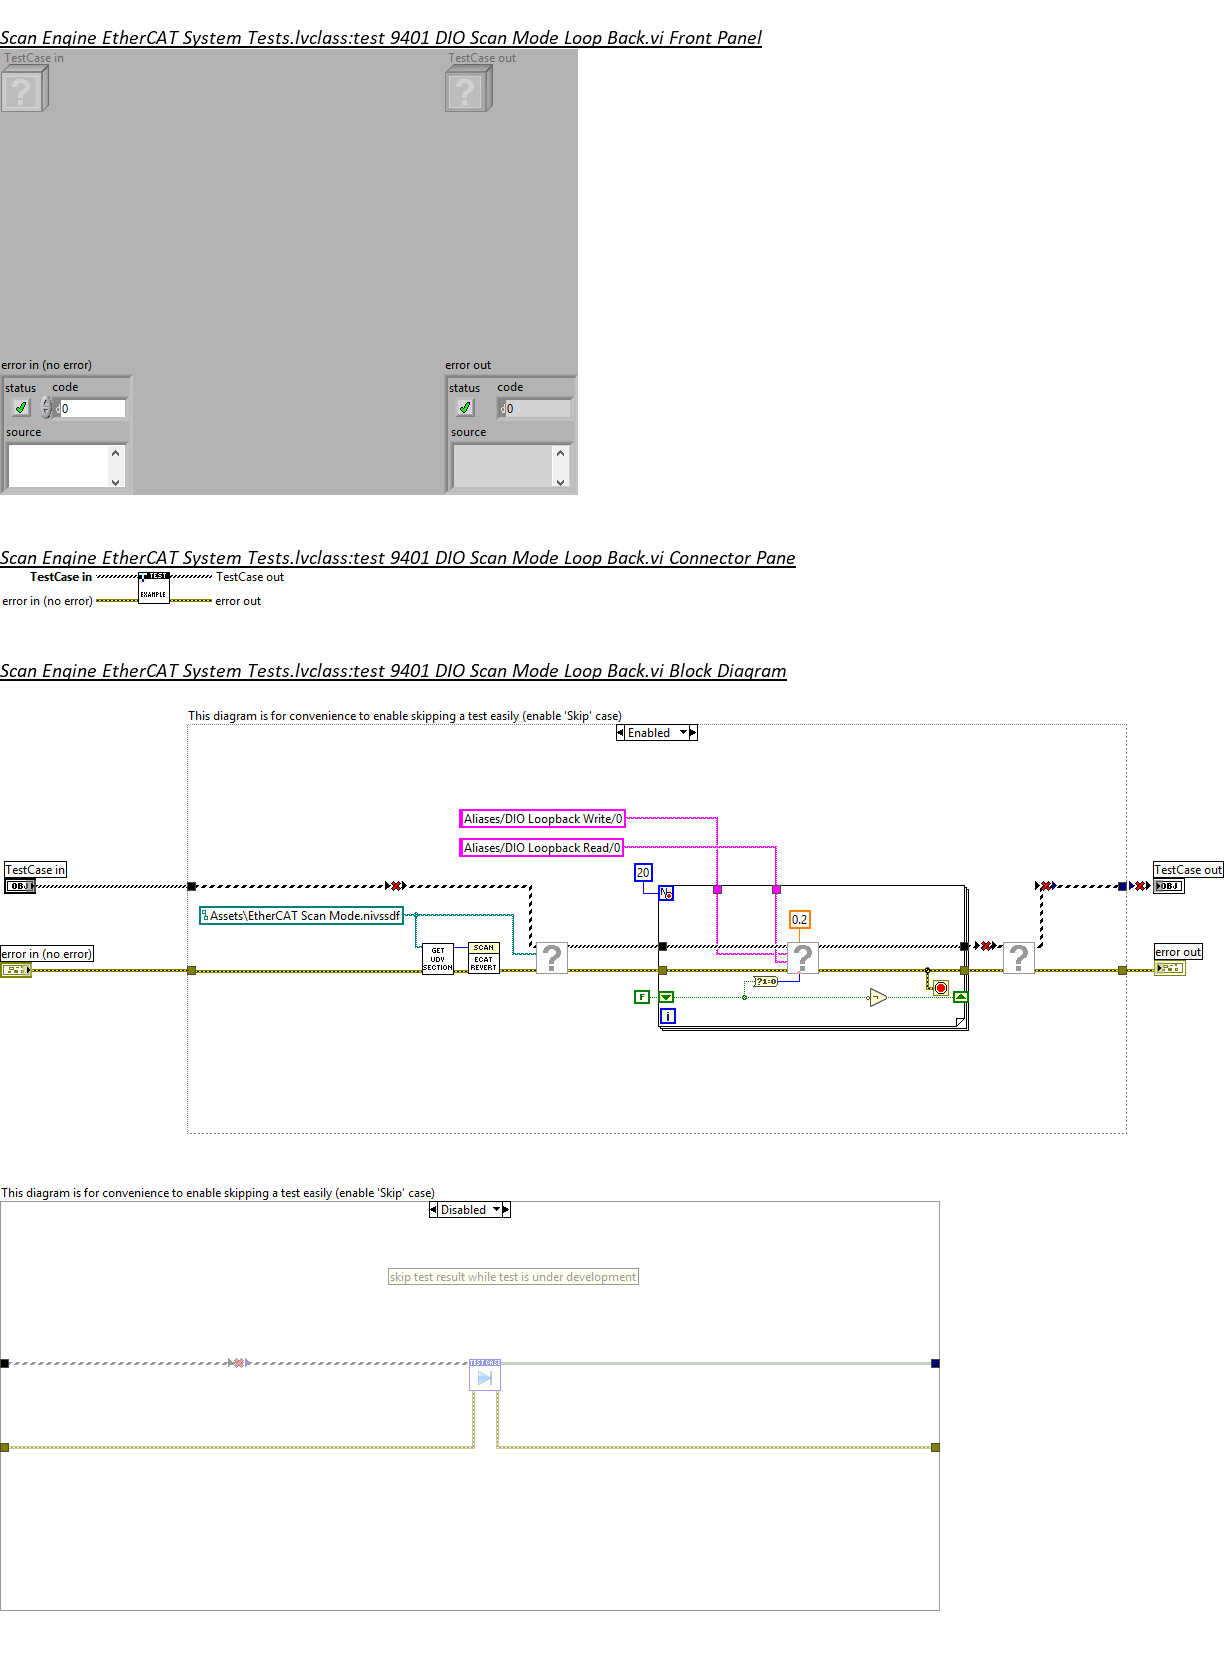 Scan Engine EtherCAT System Tests.lvclass:test 9401 DIO Scan Mode Loop Back.vi Front Panel
TestCase in
TestCase out
?
?
error in (no error)
error out
status
code
status
code
d
0
d
0
source
source
Scan Engine EtherCAT System Tests.lvclass:test 9401 DIO Scan Mode Loop Back.vi Connector Pane
TestCase in
TEST
TestCase out
error in (no error)
EXAMPLE
error out
Scan Engine EtherCAT System Tests.lvclass:test 9401 DIO Scan Mode Loop Back.vi Block Diagram
This diagram is for convenience to enable skipping a test easily (enable 'Skip' case)
Enabled
Aliases/DIO Loopback Write/0
Aliases/DIO Loopback Read/0
TestCase in
OBJ
20
N
TestCase out
OBJ
Assets\EtherCAT Scan Mode.nivssdf
0.2
error in (no error)
GET
UDV
SECTION
SCAN
ECAT
REVERT
?
?
?
error out
?1:0
F
i
This diagram is for convenience to enable skipping a test easily (enable 'Skip' case)
Disabled
skip test result while test is under development
TEST CASE